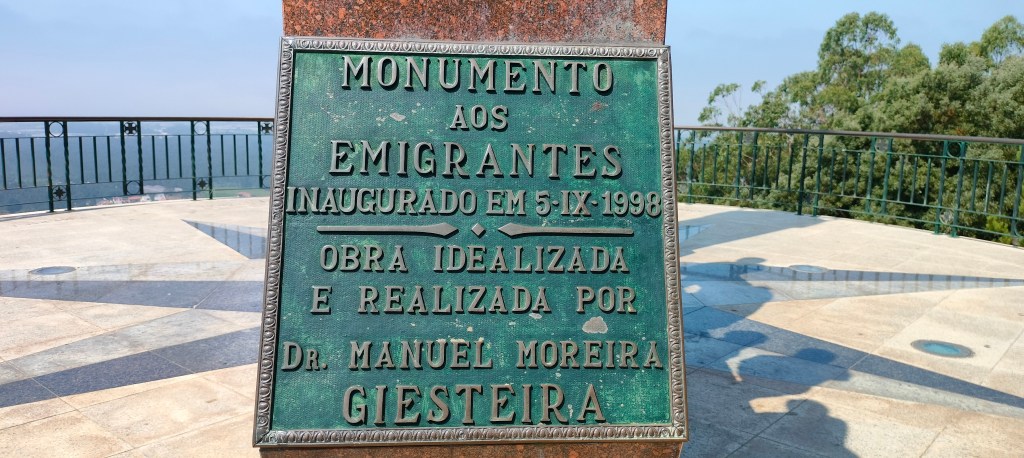 MONUMENTO
AOS
EMIGRANTES
INAUGURADO EM 5-IX-1998
OBRA IDEALIZADA
E REALIZADA POR
DR. MANUEL MOREIRA
GIESTEIRA